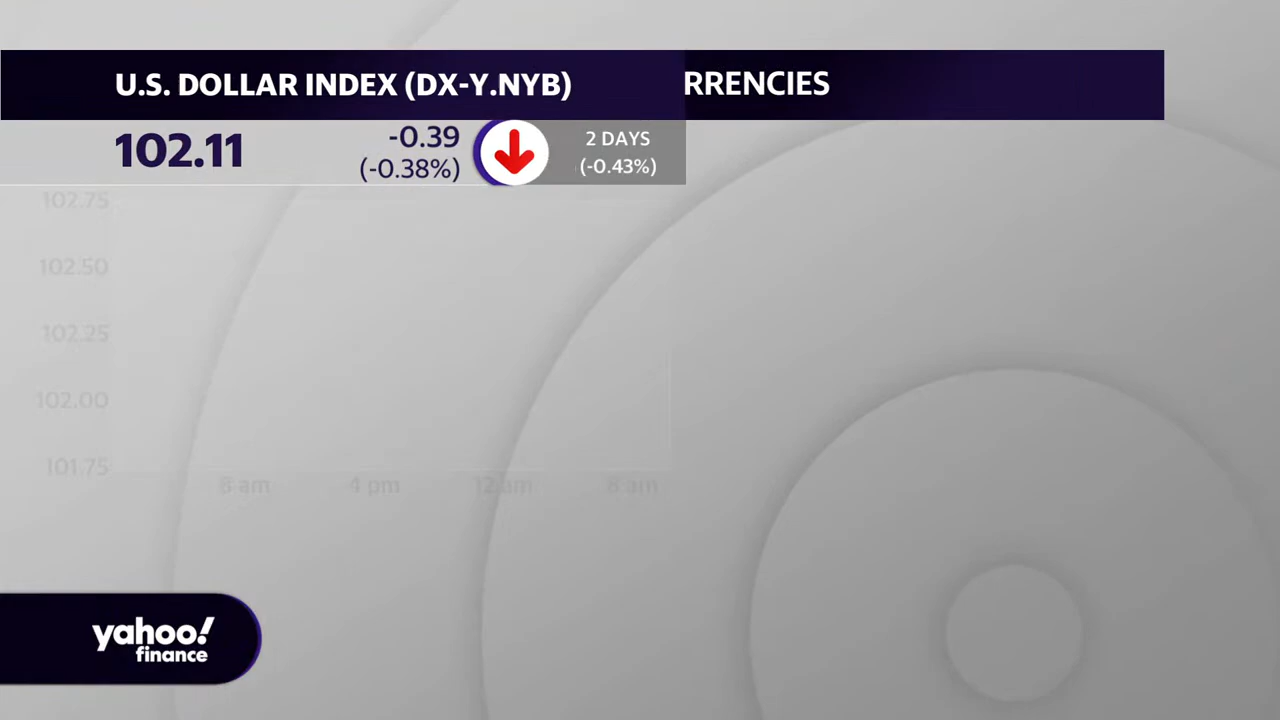 U.S. DOLLAR INDEX (DX-Y.NYB)
RRENCIES
102.11
-0.39
(-0.38%)
2 DAYS
(-0.43%)
102.75
102.50
102.25
102.00
101.75
8 am
4 pm
12 am
8 am
yahoo!
finance